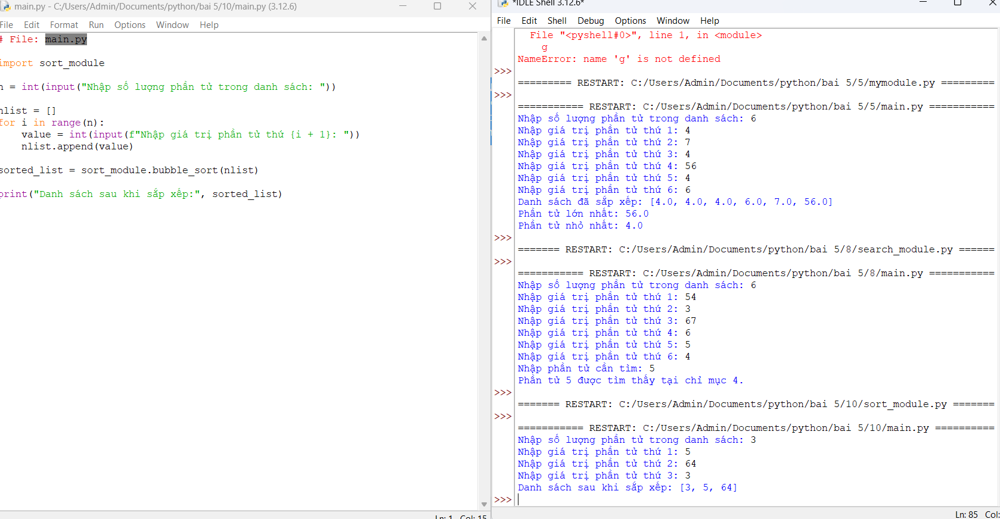 main.py - C:/Users/Admin/Documents/python/bai 5/10/main.py (3.12.6)
File Edit Format Run Options Window Help
# File: main.py
import sort_module
n = int(input("Nhập số lượng phần tử trong danh sách: "))
nlist = []
for i in range(n):
    value = int(input(f"Nhập giá trị phần tử thứ {i + 1}: "))
    nlist.append(value)
sorted_list = sort_module.bubble_sort(nlist)
print("Danh sách sau khi sắp xếp:", sorted_list)
Ln: 1 Col: 15
*IDLE Shell 3.12.6*
File Edit Shell Debug Options Window Help
  File "<pyshell#0>", line 1, in <module>
    g
NameError: name 'g' is not defined
>>>
========= RESTART: C:/Users/Admin/Documents/python/bai 5/5/mymodule.py =========
>>>
=========== RESTART: C:/Users/Admin/Documents/python/bai 5/5/main.py ===========
Nhập số lượng phần tử trong danh sách: 6
Nhập giá trị phần tử thứ 1: 4
Nhập giá trị phần tử thứ 2: 7
Nhập giá trị phần tử thứ 3: 4
Nhập giá trị phần tử thứ 4: 56
Nhập giá trị phần tử thứ 5: 4
Nhập giá trị phần tử thứ 6: 6
Danh sách đã sắp xếp: [4.0, 4.0, 4.0, 6.0, 7.0, 56.0]
Phần tử lớn nhất: 56.0
Phần tử nhỏ nhất: 4.0
>>>
======= RESTART: C:/Users/Admin/Documents/python/bai 5/8/search_module.py ======
>>>
=========== RESTART: C:/Users/Admin/Documents/python/bai 5/8/main.py ===========
Nhập số lượng phần tử trong danh sách: 6
Nhập giá trị phần tử thứ 1: 54
Nhập giá trị phần tử thứ 2: 3
Nhập giá trị phần tử thứ 3: 67
Nhập giá trị phần tử thứ 4: 6
Nhập giá trị phần tử thứ 5: 5
Nhập giá trị phần tử thứ 6: 4
Nhập phần tử cần tìm: 5
Phần tử 5 được tìm thấy tại chỉ mục 4.
>>>
======= RESTART: C:/Users/Admin/Documents/python/bai 5/10/sort_module.py =======
>>>
=========== RESTART: C:/Users/Admin/Documents/python/bai 5/10/main.py ==========
Nhập số lượng phần tử trong danh sách: 3
Nhập giá trị phần tử thứ 1: 5
Nhập giá trị phần tử thứ 2: 64
Nhập giá trị phần tử thứ 3: 3
Danh sách sau khi sắp xếp: [3, 5, 64]
>>>
Ln: 85 Col: